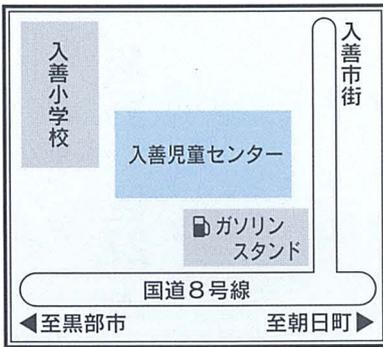 入善小学校
入善市街
入善児童センター
ガソリン
スタンド
国道8号線
◀至黒部市
至朝日町▶